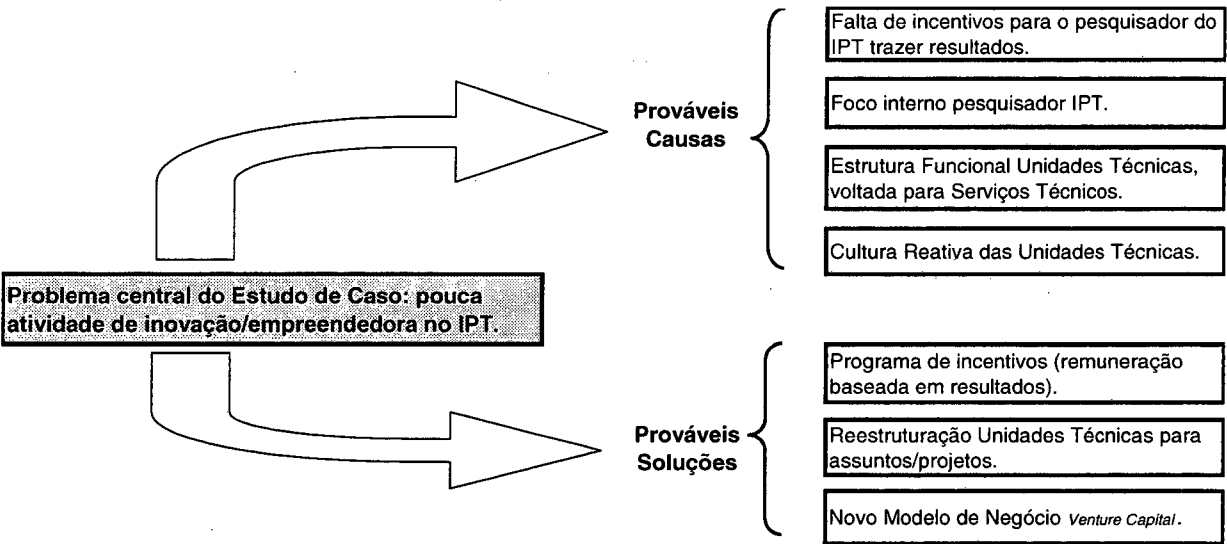 Falta de incentivos para o pesquisador do
IPT trazer resultados.
Prováveis
Causas
Foco interno pesquisador IPT.
Estrutura Funcional Unidades Técnicas,
voltada para Serviços Técnicos.
Cultura Reativa das Unidades Técnicas.
Problema central do Estudo de Caso: pouca
atividade de inovação/empreendedora no IPT.
Programa de incentivos (remuneração
baseada em resultados).
Prováveis
Soluções
Reestruturação Unidades Técnicas para
assuntos/projetos.
Novo Modelo de Negócio Venture Capital.